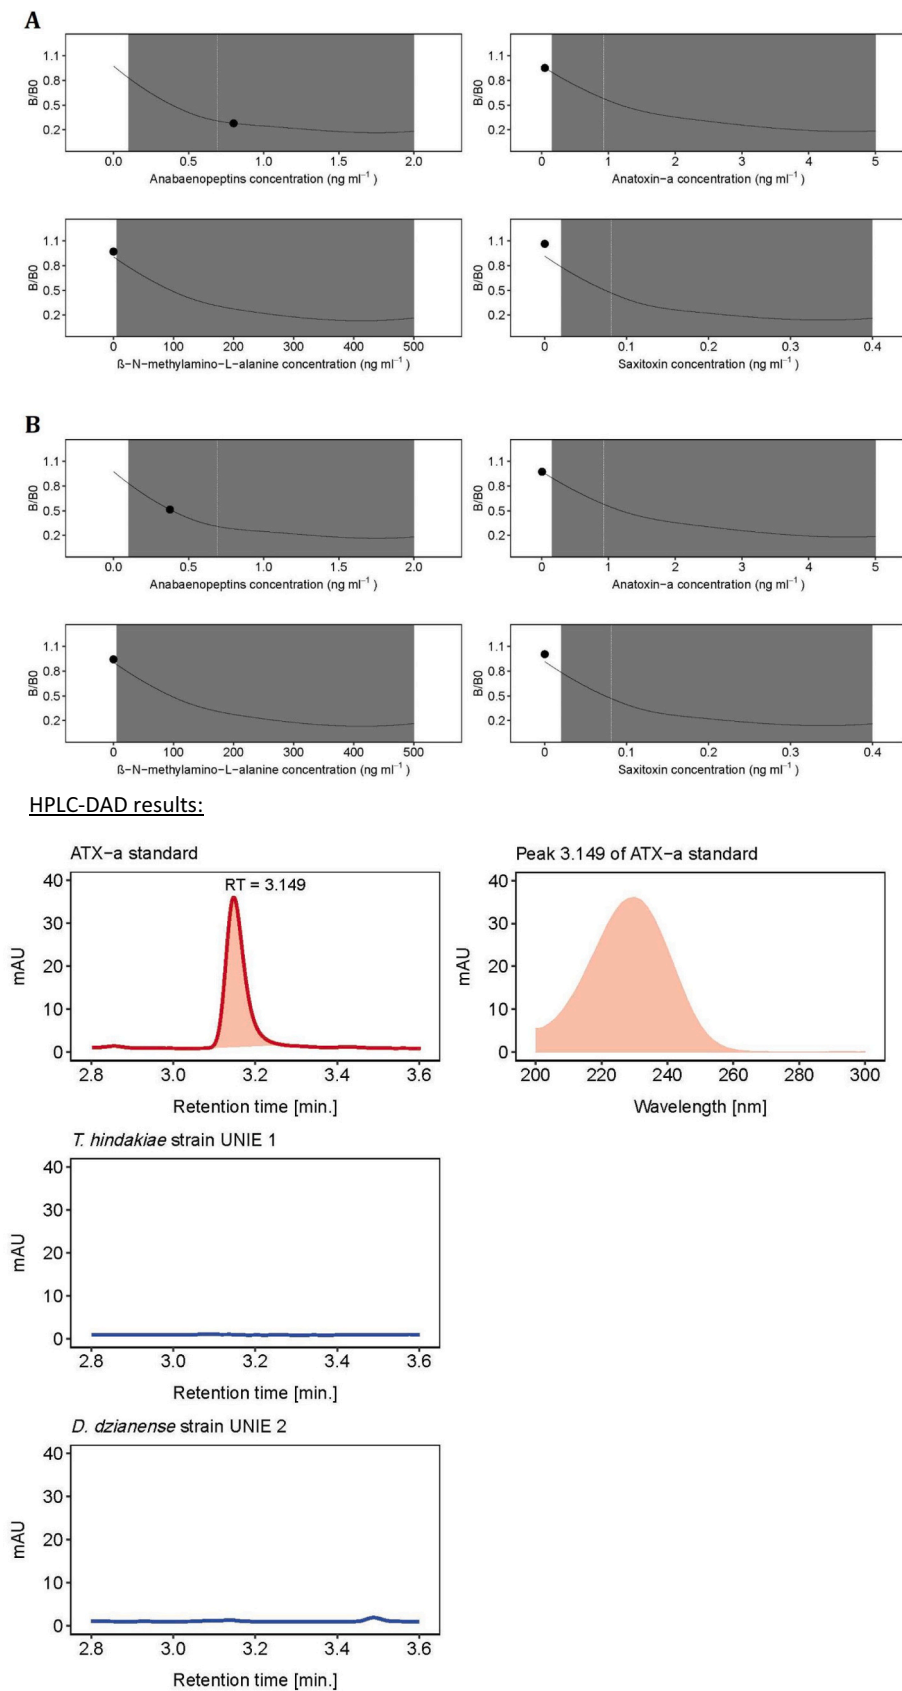 A
1.1
0.8
0.5
0.2
B/B0
0.0 0.5 1.0 1.5 2.0
Anabaenopeptins concentration (ng ml⁻¹ )
1.1
0.8
0.5
0.2
B/B0
0 1 2 3 4 5
Anatoxin−a concentration (ng ml⁻¹ )
1.1
0.8
0.5
0.2
B/B0
0 100 200 300 400 500
ß−N−methylamino−L−alanine concentration (ng ml⁻¹ )
1.1
0.8
0.5
0.2
B/B0
0 0.1 0.2 0.3 0.4
Saxitoxin concentration (ng ml⁻¹ )
B
1.1
0.8
0.5
0.2
B/B0
0.0 0.5 1.0 1.5 2.0
Anabaenopeptins concentration (ng ml⁻¹ )
1.1
0.8
0.5
0.2
B/B0
0 1 2 3 4 5
Anatoxin−a concentration (ng ml⁻¹ )
1.1
0.8
0.5
0.2
B/B0
0 100 200 300 400 500
ß−N−methylamino−L−alanine concentration (ng ml⁻¹ )
1.1
0.8
0.5
0.2
B/B0
0 0.1 0.2 0.3 0.4
Saxitoxin concentration (ng ml⁻¹ )
HPLC-DAD results:
ATX−a standard
RT = 3.149
40
30
20
10
0
mAU
2.8 3.0 3.2 3.4 3.6
Retention time [min.]
Peak 3.149 of ATX−a standard
40
30
20
10
0
mAU
200 220 240 260 280 300
Wavelength [nm]
T. hindakiae strain UNIE 1
40
30
20
10
0
mAU
2.8 3.0 3.2 3.4 3.6
Retention time [min.]
D. dzianense strain UNIE 2
40
30
20
10
0
mAU
2.8 3.0 3.2 3.4 3.6
Retention time [min.]